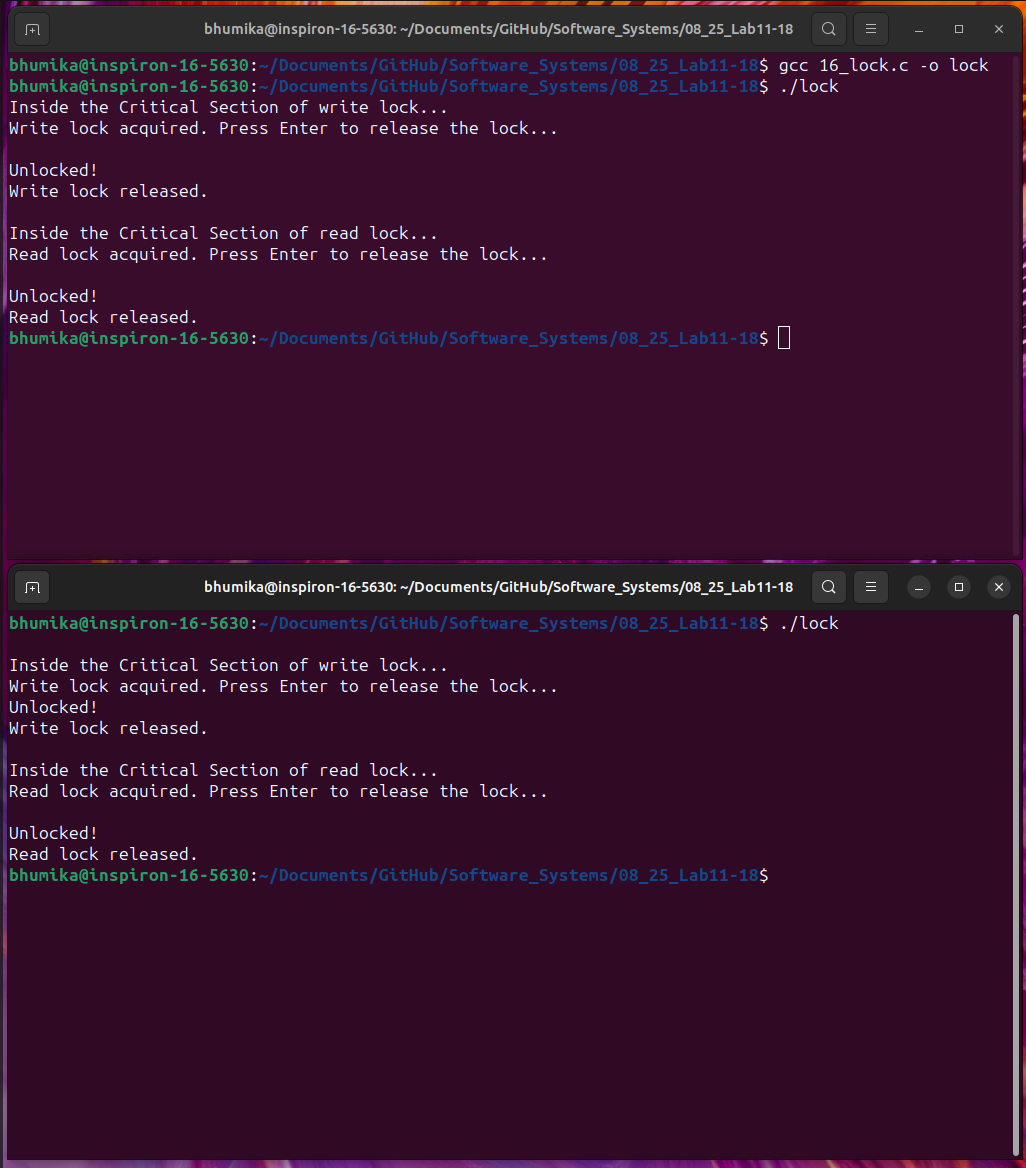 bhumika@inspiron-16-5630: ~/Documents/GitHub/Software_Systems/08_25_Lab11-18
bhumika@inspiron-16-5630:~/Documents/GitHub/Software_Systems/08_25_Lab11-18$ gcc 16_lock.c -o lock
bhumika@inspiron-16-5630:~/Documents/GitHub/Software_Systems/08_25_Lab11-18$ ./lock
Inside the Critical Section of write lock...
Write lock acquired. Press Enter to release the lock...
Unlocked!
Write lock released.
Inside the Critical Section of read lock...
Read lock acquired. Press Enter to release the lock...
Unlocked!
Read lock released.
bhumika@inspiron-16-5630:~/Documents/GitHub/Software_Systems/08_25_Lab11-18$
bhumika@inspiron-16-5630: ~/Documents/GitHub/Software_Systems/08_25_Lab11-18
bhumika@inspiron-16-5630:~/Documents/GitHub/Software_Systems/08_25_Lab11-18$ ./lock
Inside the Critical Section of write lock...
Write lock acquired. Press Enter to release the lock...
Unlocked!
Write lock released.
Inside the Critical Section of read lock...
Read lock acquired. Press Enter to release the lock...
Unlocked!
Read lock released.
bhumika@inspiron-16-5630:~/Documents/GitHub/Software_Systems/08_25_Lab11-18$